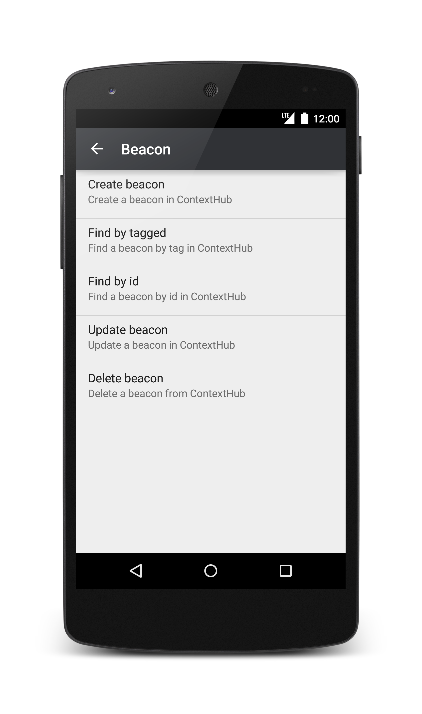 LTE 12:00
Beacon
Create beacon
Create a beacon in ContextHub
Find by tagged
Find a beacon by tag in ContextHub
Find by id
Find a beacon by id in ContextHub
Update beacon
Update a beacon in ContextHub
Delete beacon
Delete a beacon from ContextHub